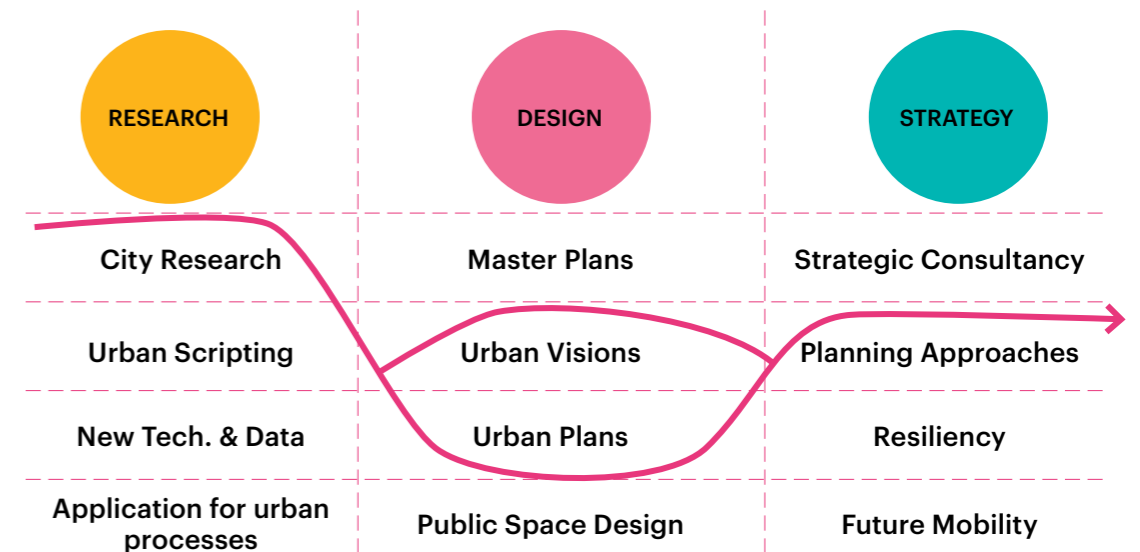 RESEARCH
DESIGN
STRATEGY
City Research
Master Plans
Strategic Consultancy
Urban Scripting
Urban Visions
Planning Approaches
New Tech. & Data
Urban Plans
Resiliency
Application for urban
processes
Public Space Design
Future Mobility